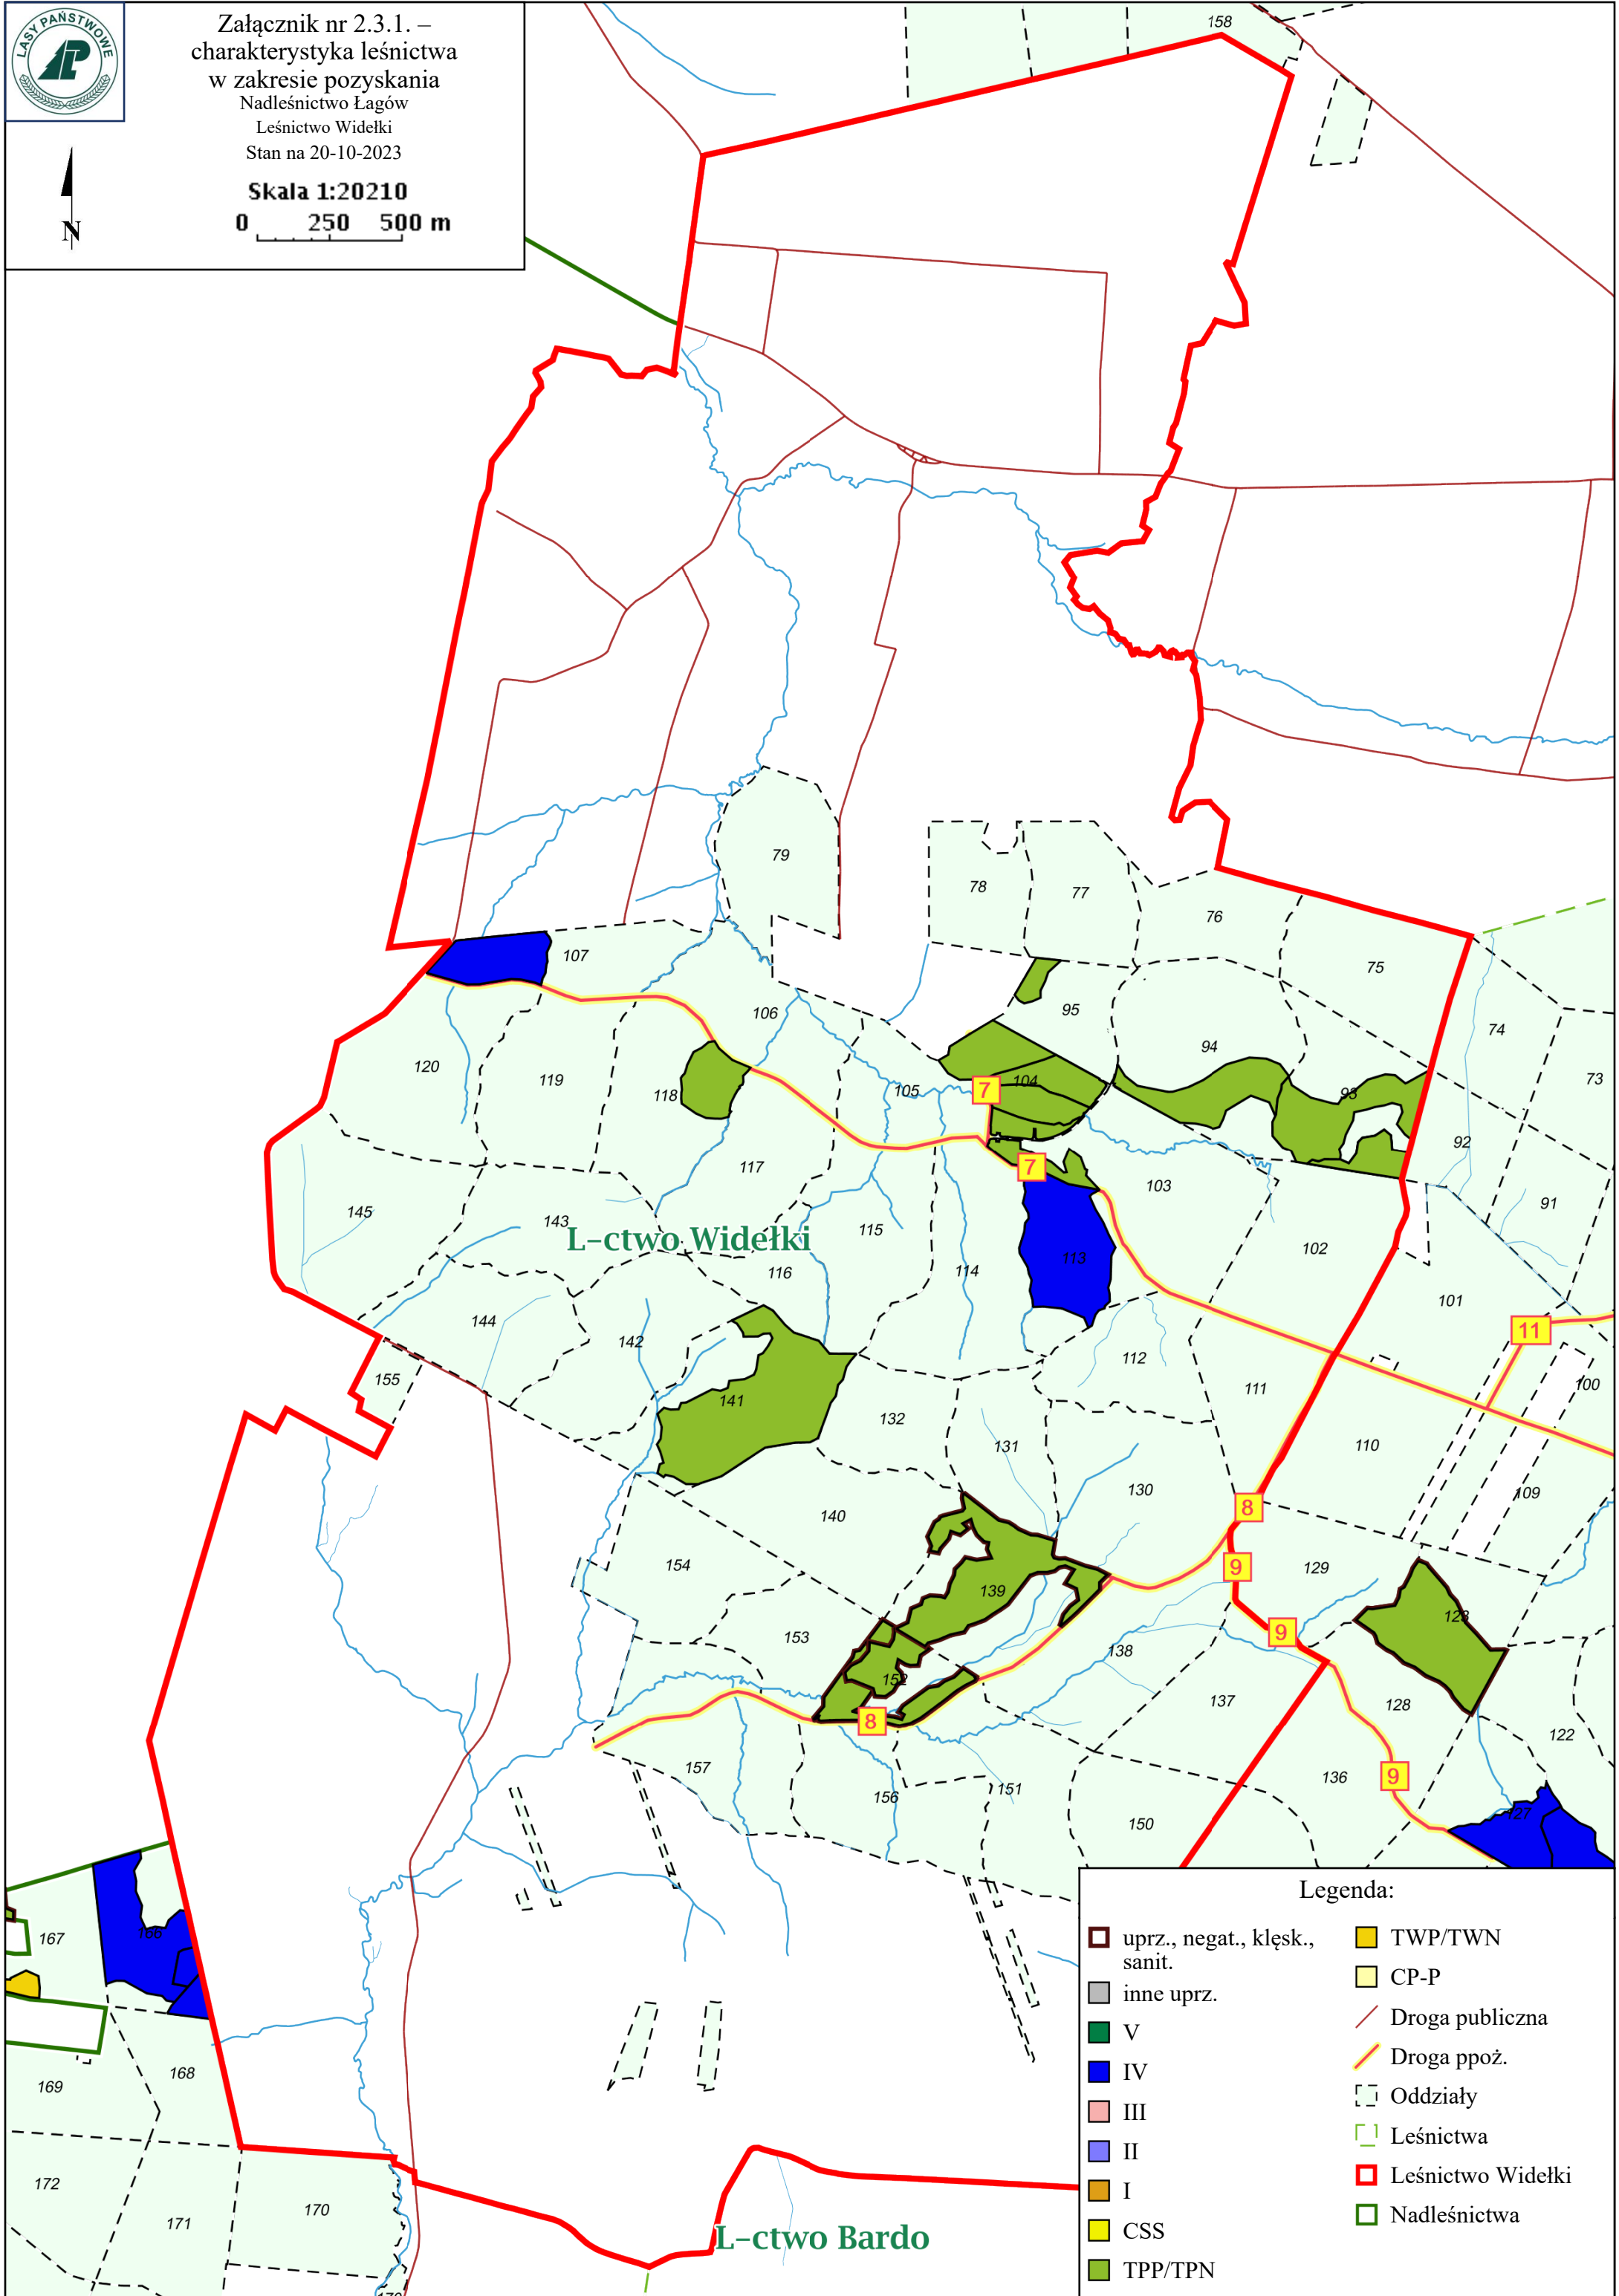 LASY PAŃSTWOWE
Załącznik nr 2.3.1. –
charakterystyka leśnictwa
w zakresie pozyskania
Nadleśnictwo Łagów
Leśnictwo Widełki
Stan na 20-10-2023
Skala 1:20210
0 250 500 m
N
158
79
78
77
76
75
107
106
95
94
74
73
120
119
118
105
7
104
93
92
117
7
103
91
145
143
L-ctwo Widełki
115
102
116
114
113
144
142
101
11
155
141
112
111
100
132
131
110
140
130
8
109
154
139
9
129
153
9
123
138
152
137
128
8
122
157
136
9
156
151
150
127
166
167
168
169
172
171
170
L-ctwo Bardo
Legenda:
uprz., negat., klęsk.,
sanit.
inne uprz.
V
IV
III
II
I
CSS
TPP/TPN
TWP/TWN
CP-P
Droga publiczna
Droga ppoż.
Oddziały
Leśnictwa
Leśnictwo Widełki
Nadleśnictwa